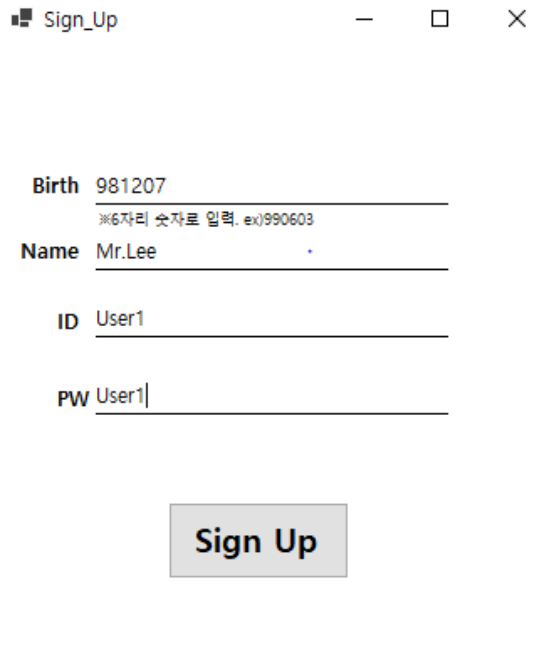 Sign_Up
Birth 981207
※6자리 숫자로 입력. ex)990603
Name Mr.Lee
ID User1
PW User1
Sign Up